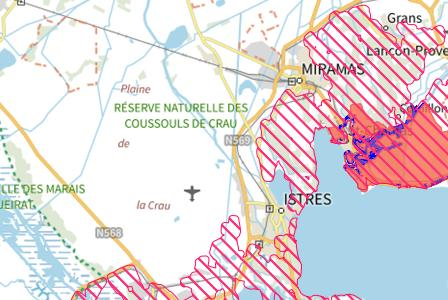 Grans
Lançon-Prove
MIRAMAS
Plaine
RÉSERVE NATURELLE DES
COUSSOULS DE CRAU
N569
de
LLE DES MARAIS
UEIRAT
la Crau
ISTRES
N568